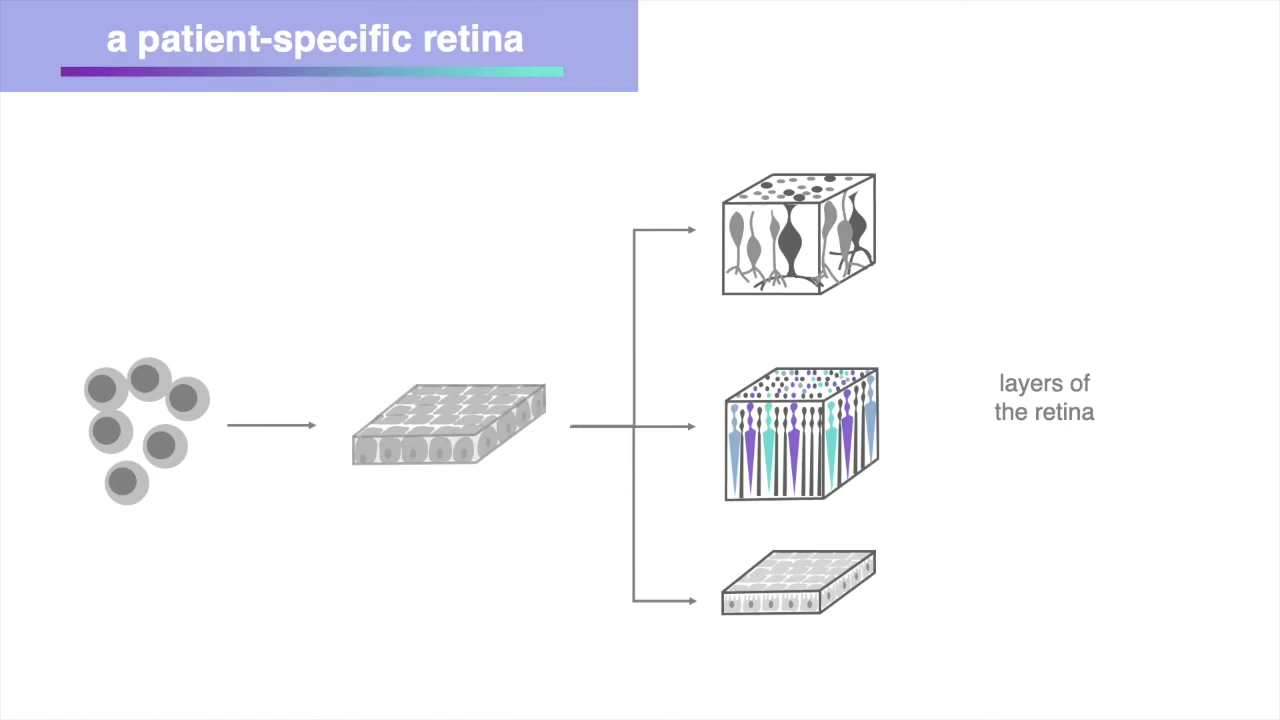 a patient-specific retina
layers of
the retina